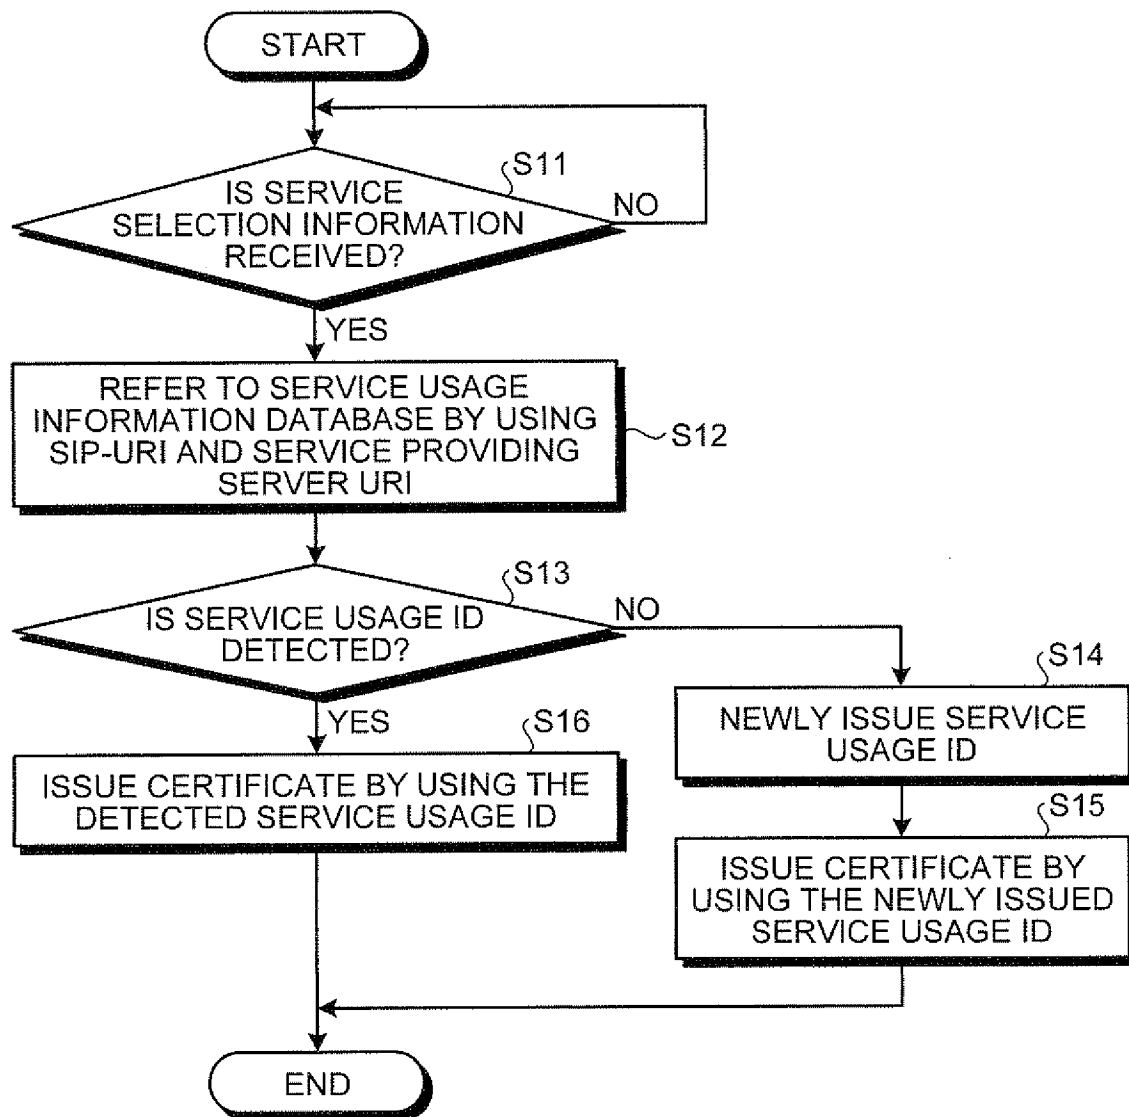 START
S11
IS SERVICE
SELECTION INFORMATION
RECEIVED?
NO
YES
REFER TO SERVICE USAGE
INFORMATION DATABASE BY USING
SIP-URI AND SERVICE PROVIDING
SERVER URI
S12
S13
IS SERVICE USAGE ID
DETECTED?
NO
YES
S14
NEWLY ISSUE SERVICE
USAGE ID
S16
ISSUE CERTIFICATE BY USING THE
DETECTED SERVICE USAGE ID
S15
ISSUE CERTIFICATE BY
USING THE NEWLY ISSUED
SERVICE USAGE ID
END